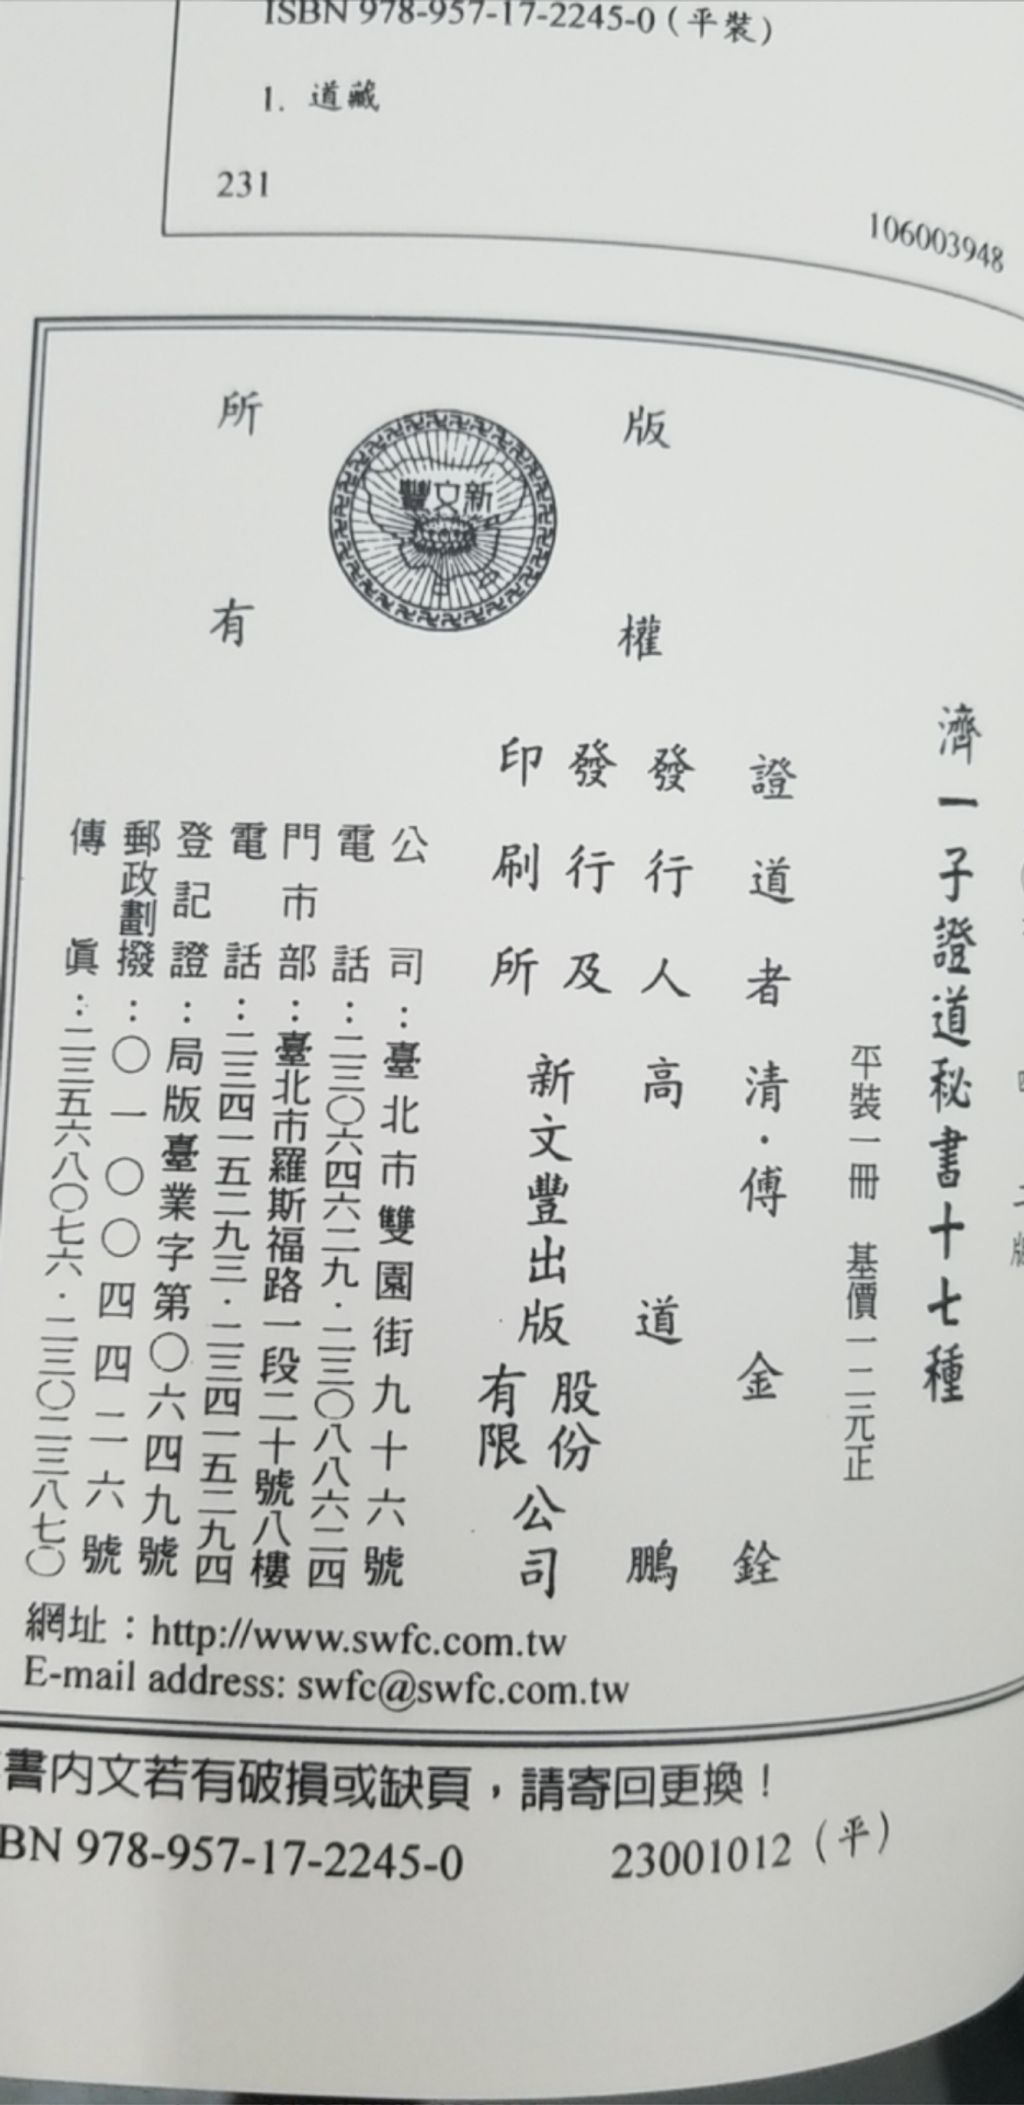 ISBN 978-957-17-2245-0（平裝）
1. 道藏
231
106003948
版權
所有
新文豐
濟一子證道秘書十七種
平裝一冊 基價一二元正
證道者 清・傅金銓
發行人 高道鵬
發行及
印刷所 新文豐出版股份有限公司
公司：臺北市雙園街九十六號
電話：二三〇六四六二九・二三〇八八六二四
門市部：臺北市羅斯福路一段二十號八樓
電話：二三四一五二九三・二三四一五二九四
登記證：局版臺業字第〇六四九號
郵政劃撥：〇一〇〇四四二六號
傳眞：二三五六八〇七六・二三〇二三八七〇
網址：http://www.swfc.com.tw
E-mail address: swfc@swfc.com.tw
書内文若有破損或缺頁，請寄回更換！
BN 978-957-17-2245-0 23001012（平）